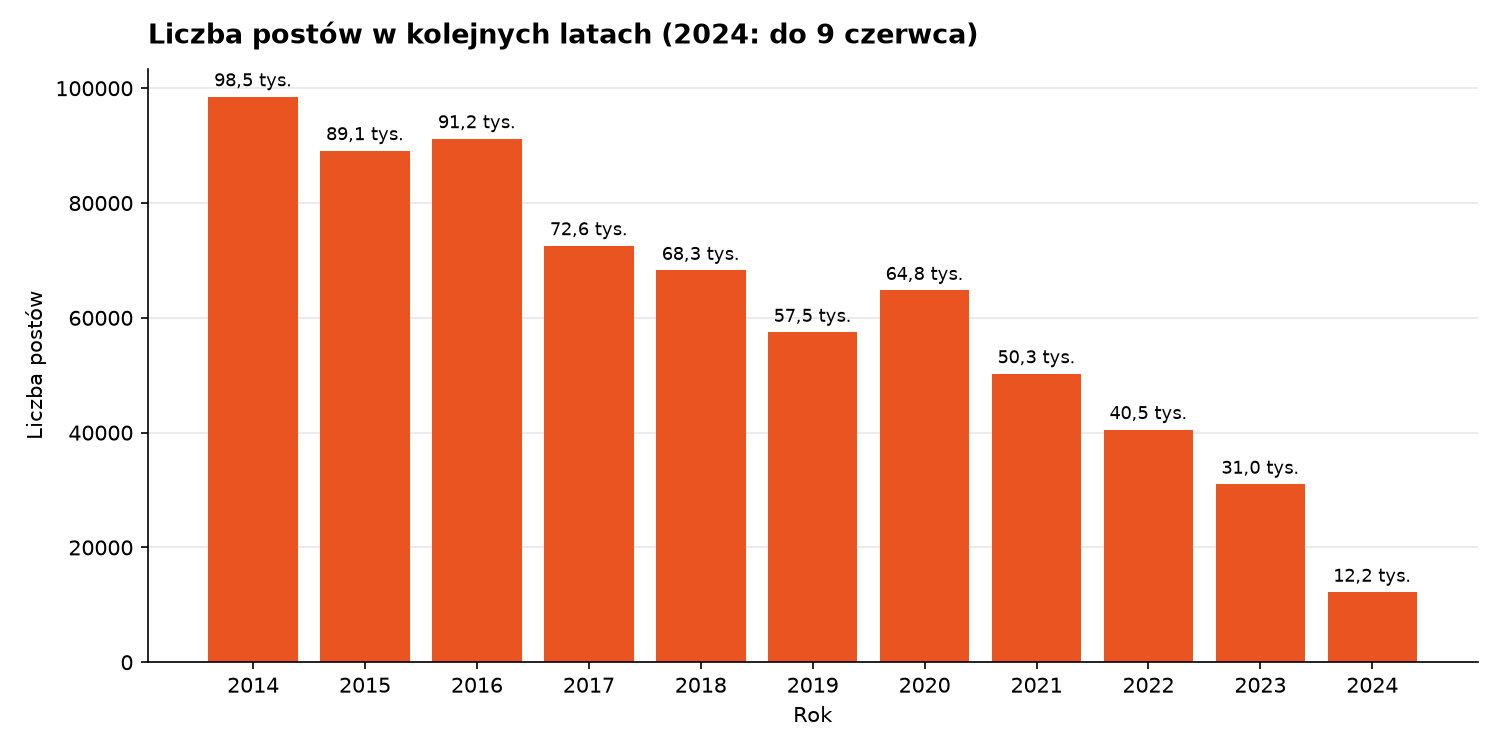 Liczba postów w kolejnych latach (2024: do 9 czerwca)
Liczba postów
100000
80000
60000
40000
20000
0
98,5 tys.
89,1 tys.
91,2 tys.
72,6 tys.
68,3 tys.
57,5 tys.
64,8 tys.
50,3 tys.
40,5 tys.
31,0 tys.
12,2 tys.
2014 2015 2016 2017 2018 2019 2020 2021 2022 2023 2024
Rok